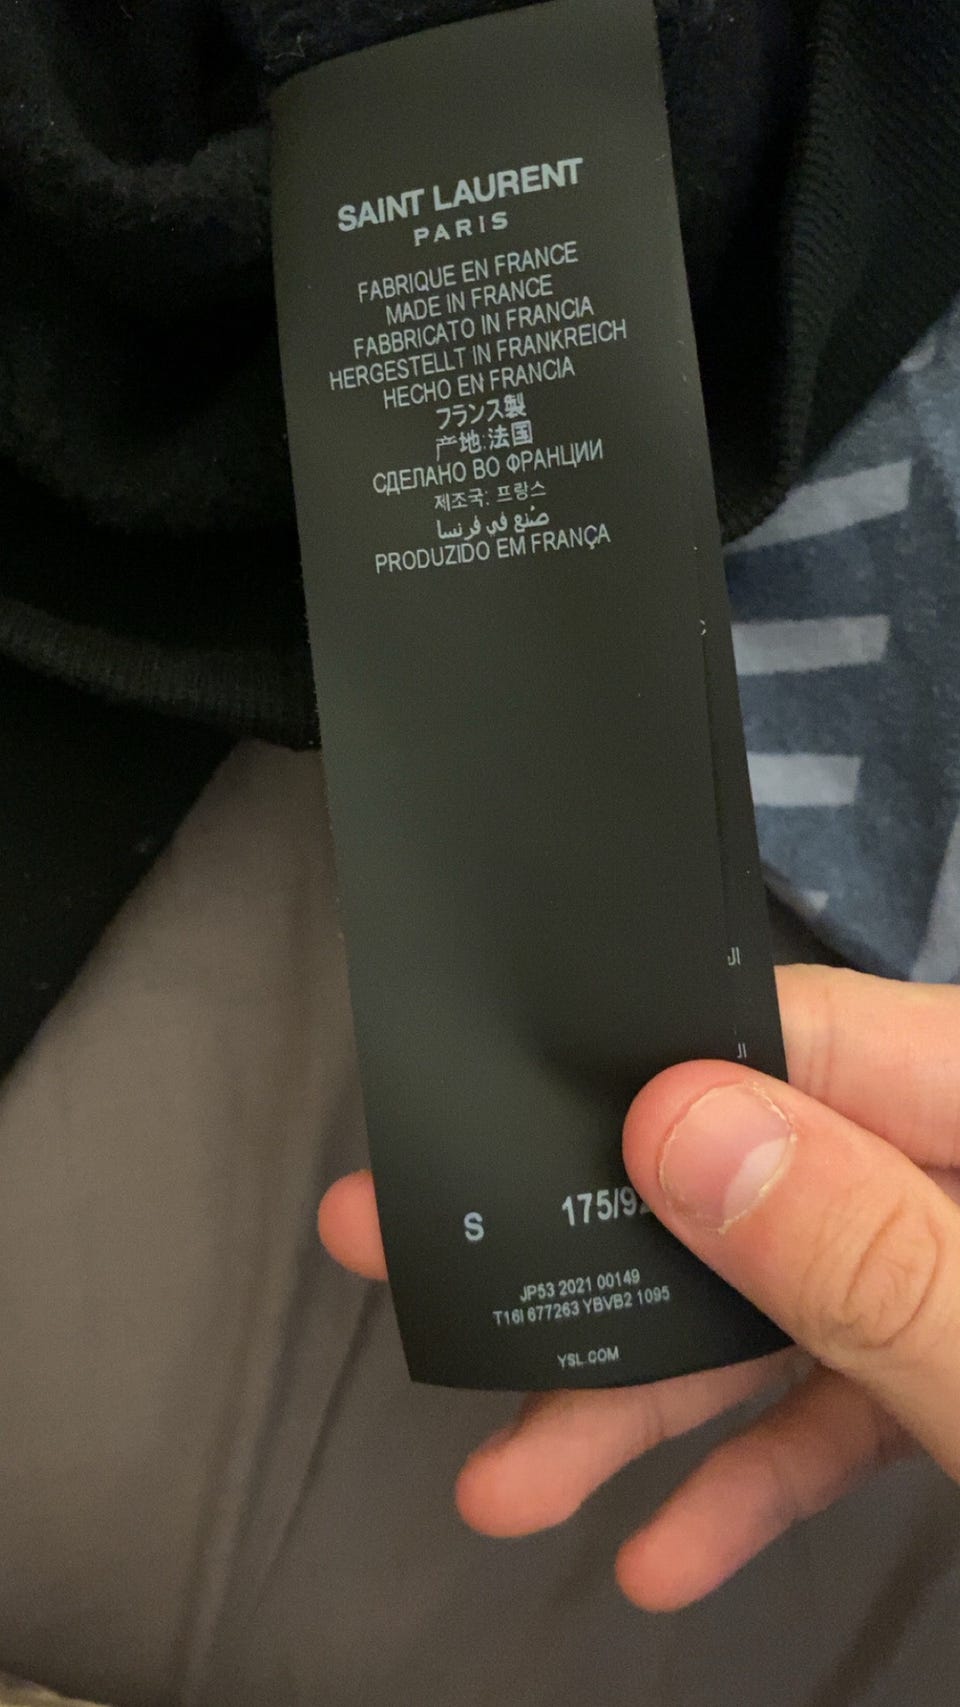 SAINT LAURENT
PARIS
FABRIQUE EN FRANCE
MADE IN FRANCE
FABBRICATO IN FRANCIA
HERGESTELLT IN FRANKREICH
HECHO EN FRANCIA
フランス製
产地:法国
СДЕЛАНО ВО ФРАНЦИИ
제조국: 프랑스
صُنع في فرنسا
PRODUZIDO EM FRANÇA
S
JP53 2021 00149
T16I 677263 YBVB2 1095
YSL.COM